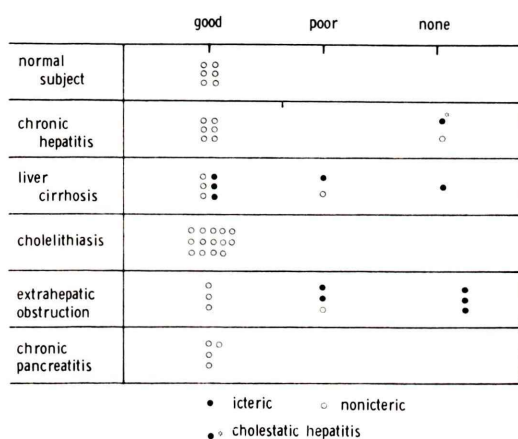 good poor none
normal
subject
chronic
hepatitis
liver
cirrhosis
cholelithiasis
extrahepatic
obstruction
chronic
pancreatitis
icteric nonicteric
cholestatic hepatitis